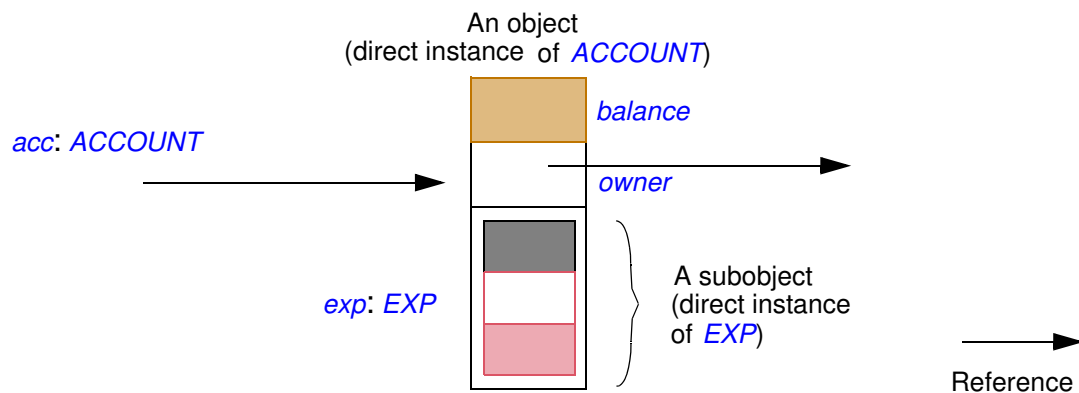 An object
(direct instance of ACCOUNT)
balance
acc: ACCOUNT
owner
exp: EXP
A subobject
(direct instance
of EXP)
Reference